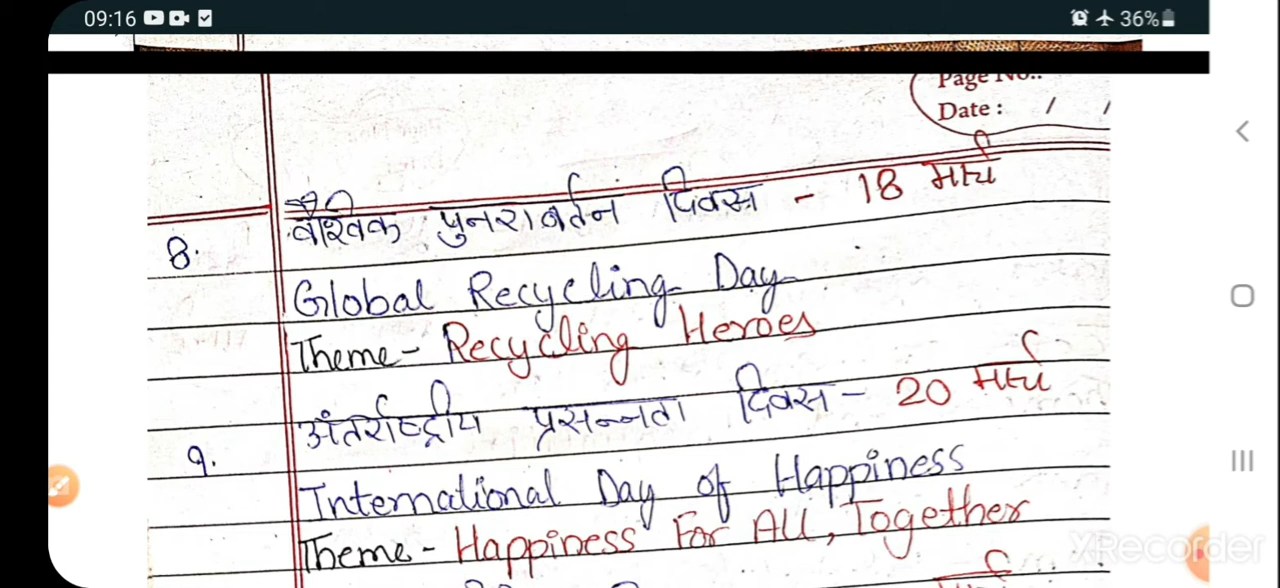 09:16
36%
Page No.:
Date : / /
8. वैश्विक पुनरावर्तन दिवस - 18 मार्च
Global Recycling Day
Theme - Recycling Heroes
9. अंतर्राष्ट्रीय प्रसन्नता दिवस - 20 मार्च
International Day of Happiness
Theme - Happiness For All, Together
XRecorder